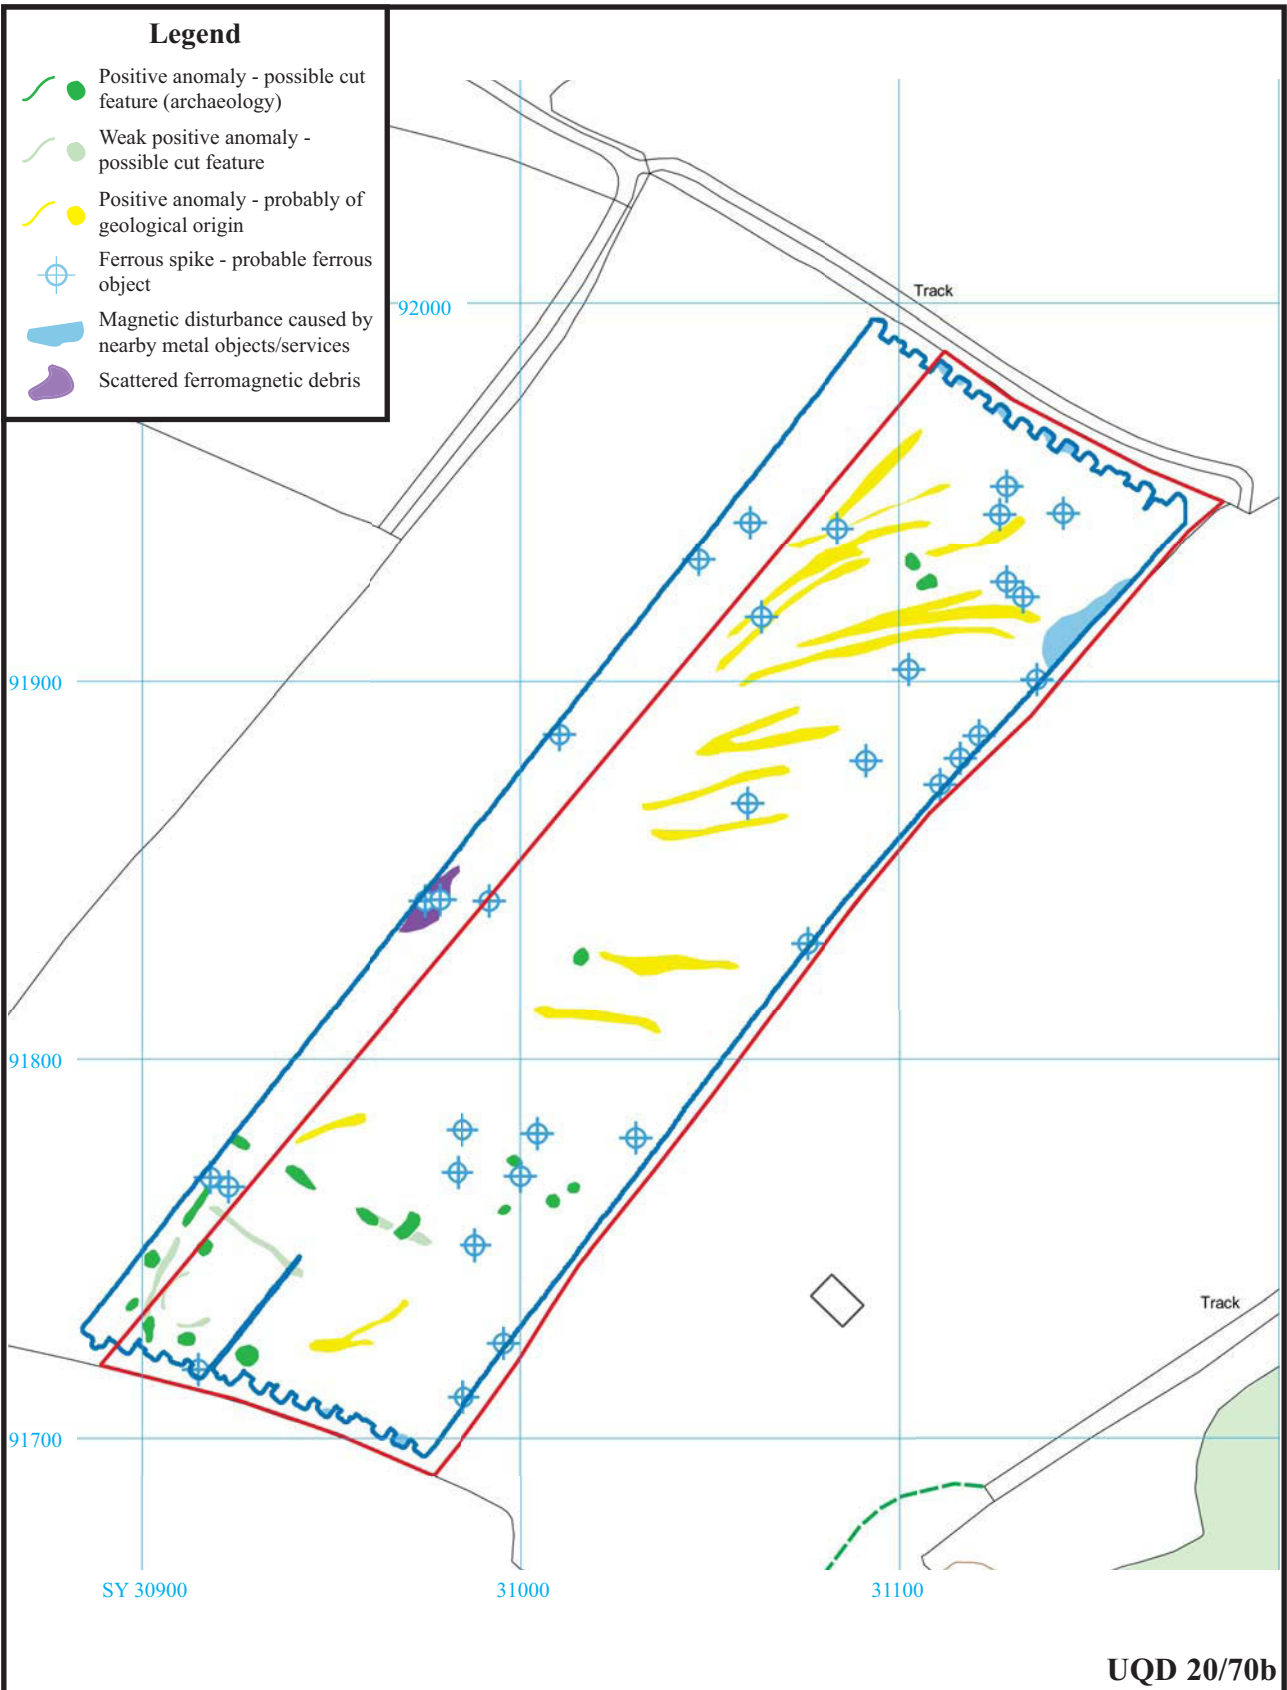 Legend
Positive anomaly - possible cut
feature (archaeology)
Weak positive anomaly -
possible cut feature
Positive anomaly - probably of
geological origin
Ferrous spike - probable ferrous
object
Magnetic disturbance caused by
nearby metal objects/services
Scattered ferromagnetic debris
Track
92000
91900
91800
Track
91700
SY 30900
31000
31100
UQD 20/70b